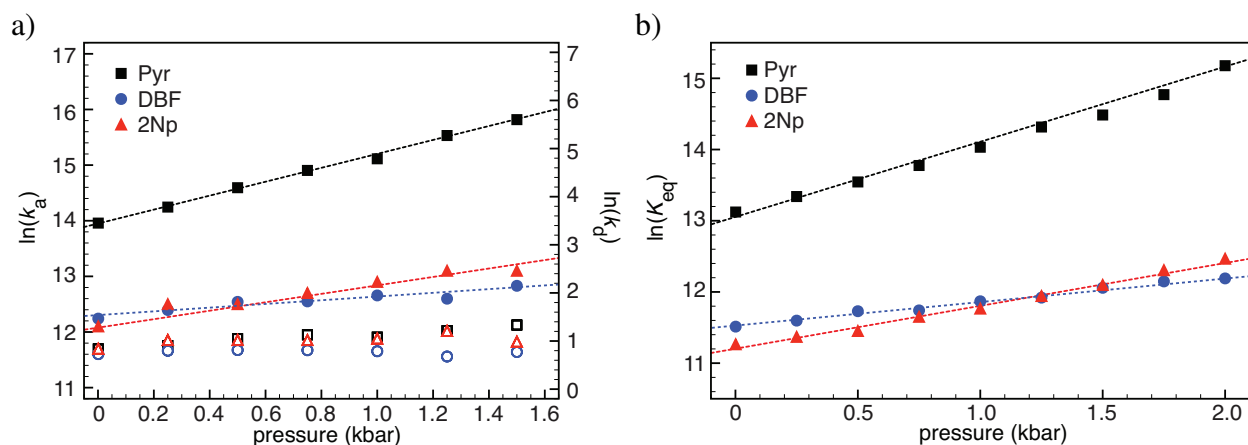 a)
17
16
15
14
13
12
11
ln(k_a)
Pyr
DBF
2Np
7
6
5
4
3
2
1
0
ln(k_d)
0 0.2 0.4 0.6 0.8 1.0 1.2 1.4 1.6
pressure (kbar)
b)
15
14
13
12
11
ln(K_eq)
Pyr
DBF
2Np
0 0.5 1.0 1.5 2.0
pressure (kbar)